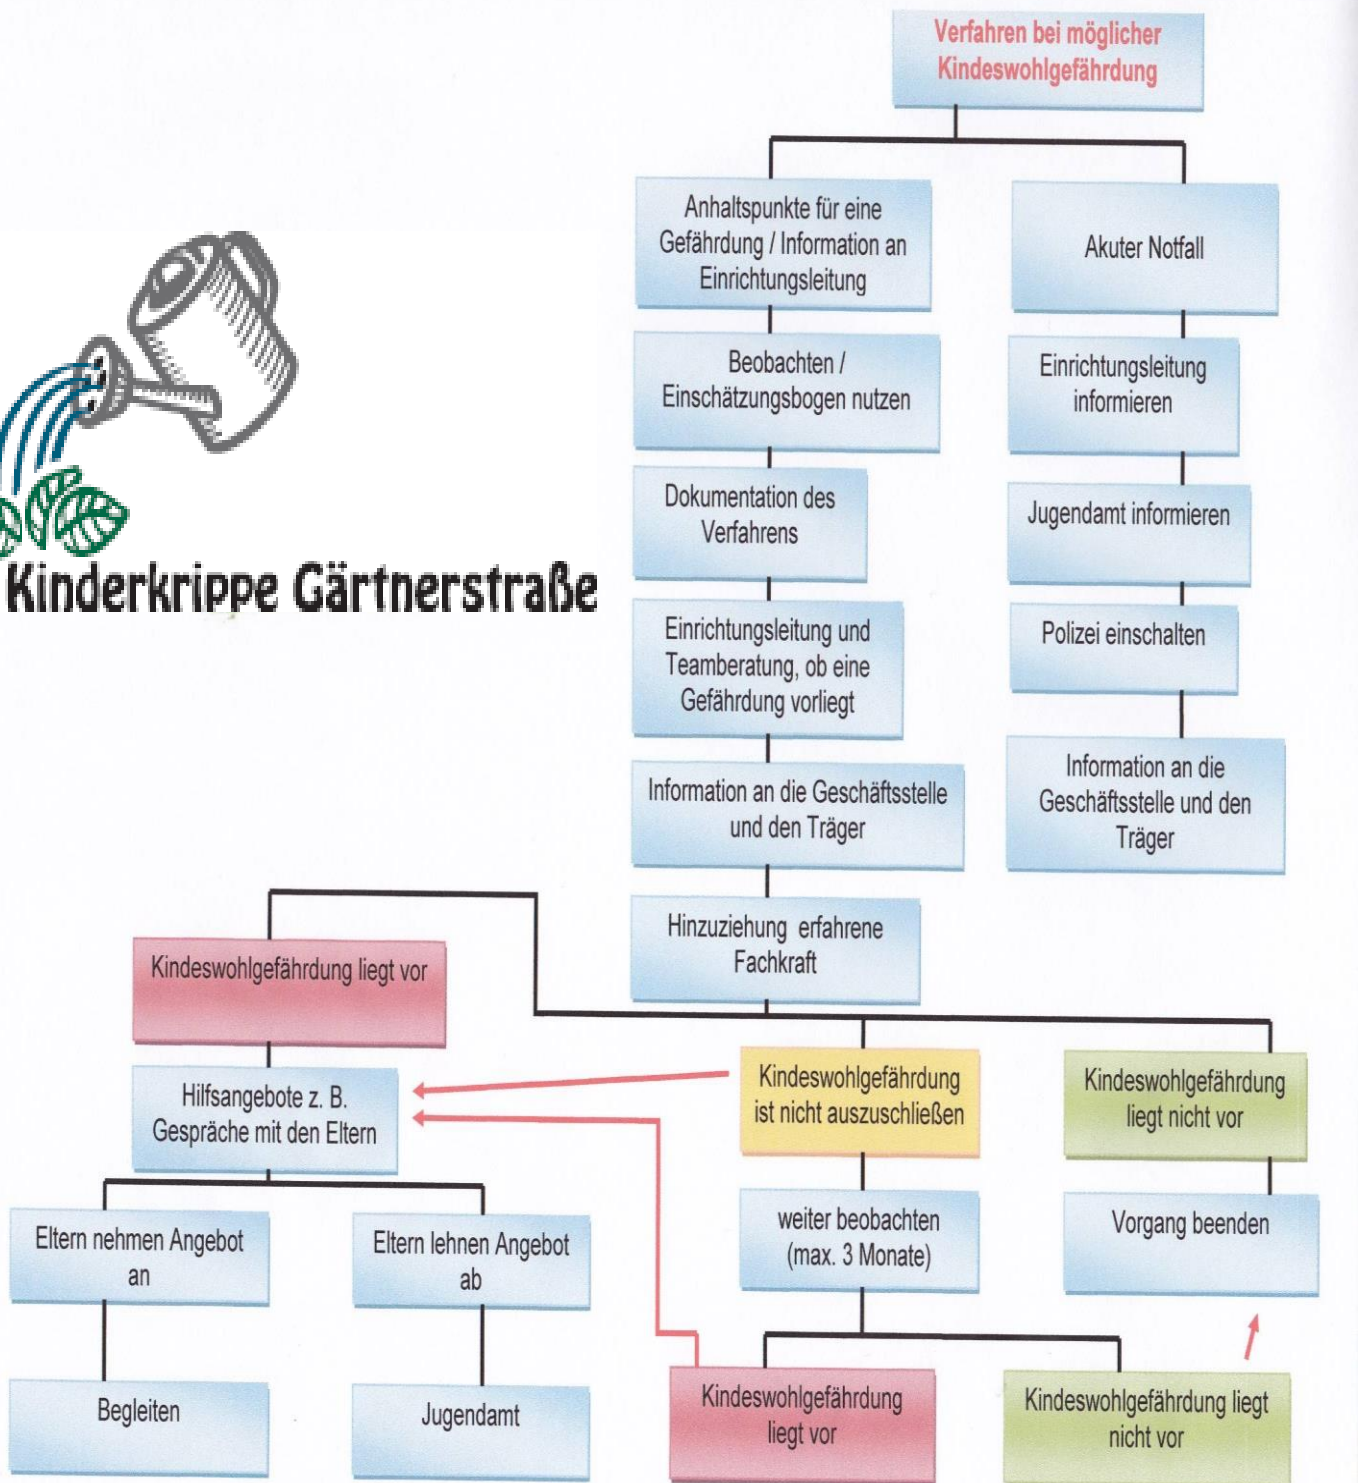 Verfahren bei möglicher
Kindeswohlgefährdung
Anhaltspunkte für eine
Gefährdung / Information an
Einrichtungsleitung
Akuter Notfall
Beobachten /
Einschätzungsbogen nutzen
Einrichtungsleitung
informieren
Dokumentation des
Verfahrens
Jugendamt informieren
Kinderkrippe Gärtnerstraße
Einrichtungsleitung und
Teamberatung, ob eine
Gefährdung vorliegt
Polizei einschalten
Information an die Geschäftsstelle
und den Träger
Information an die
Geschäftsstelle und den
Träger
Hinzuziehung erfahrene
Fachkraft
Kindeswohlgefährdung liegt vor
Kindeswohlgefährdung
ist nicht auszuschließen
Kindeswohlgefährdung
liegt nicht vor
Hilfsangebote z. B.
Gespräche mit den Eltern
weiter beobachten
(max. 3 Monate)
Vorgang beenden
Eltern nehmen Angebot
an
Eltern lehnen Angebot
ab
Begleiten
Jugendamt
Kindeswohlgefährdung
liegt vor
Kindeswohlgefährdung liegt
nicht vor